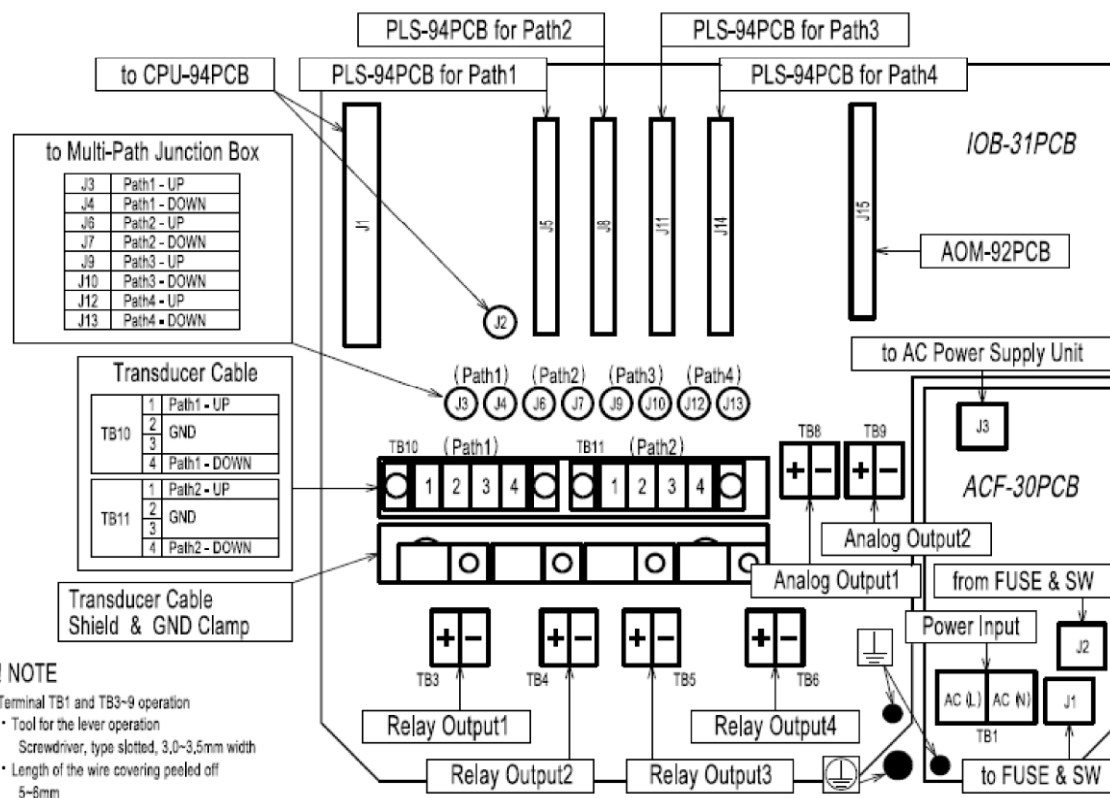 PLS-94PCB for Path2
PLS-94PCB for Path3
to CPU-94PCB
PLS-94PCB for Path1
PLS-94PCB for Path4
IOB-31PCB
to Multi-Path Junction Box
J3 Path1 - UP
J4 Path1 - DOWN
J6 Path2 - UP
J7 Path2 - DOWN
J9 Path3 - UP
J10 Path3 - DOWN
J12 Path4 - UP
J13 Path4 - DOWN
J1
J5
J8
J11
J14
J15
AOM-92PCB
J2
to AC Power Supply Unit
(Path1) (Path2) (Path3) (Path4)
J3 J4 J6 J7 J9 J10 J12 J13
J3
Transducer Cable
TB10
1 Path1 - UP
2 GND
3
4 Path1 - DOWN
TB11
1 Path2 - UP
2 GND
3
4 Path2 - DOWN
TB10 (Path1) TB11 (Path2)
1 2 3 4 1 2 3 4
TB8 TB9
+ - + -
ACF-30PCB
Analog Output2
Analog Output1
from FUSE & SW
Transducer Cable
Shield & GND Clamp
Power Input
+ - + - + - + -
TB3 TB4 TB5 TB6
J2
AC (L) AC (N) J1
TB1
Relay Output1
Relay Output4
Relay Output2
Relay Output3
to FUSE & SW
! NOTE
Terminal TB1 and TB3~9 operation
・ Tool for the lever operation
Screwdriver, type slotted, 3,0~3,5mm width
・ Length of the wire covering peeled off
5~6mm